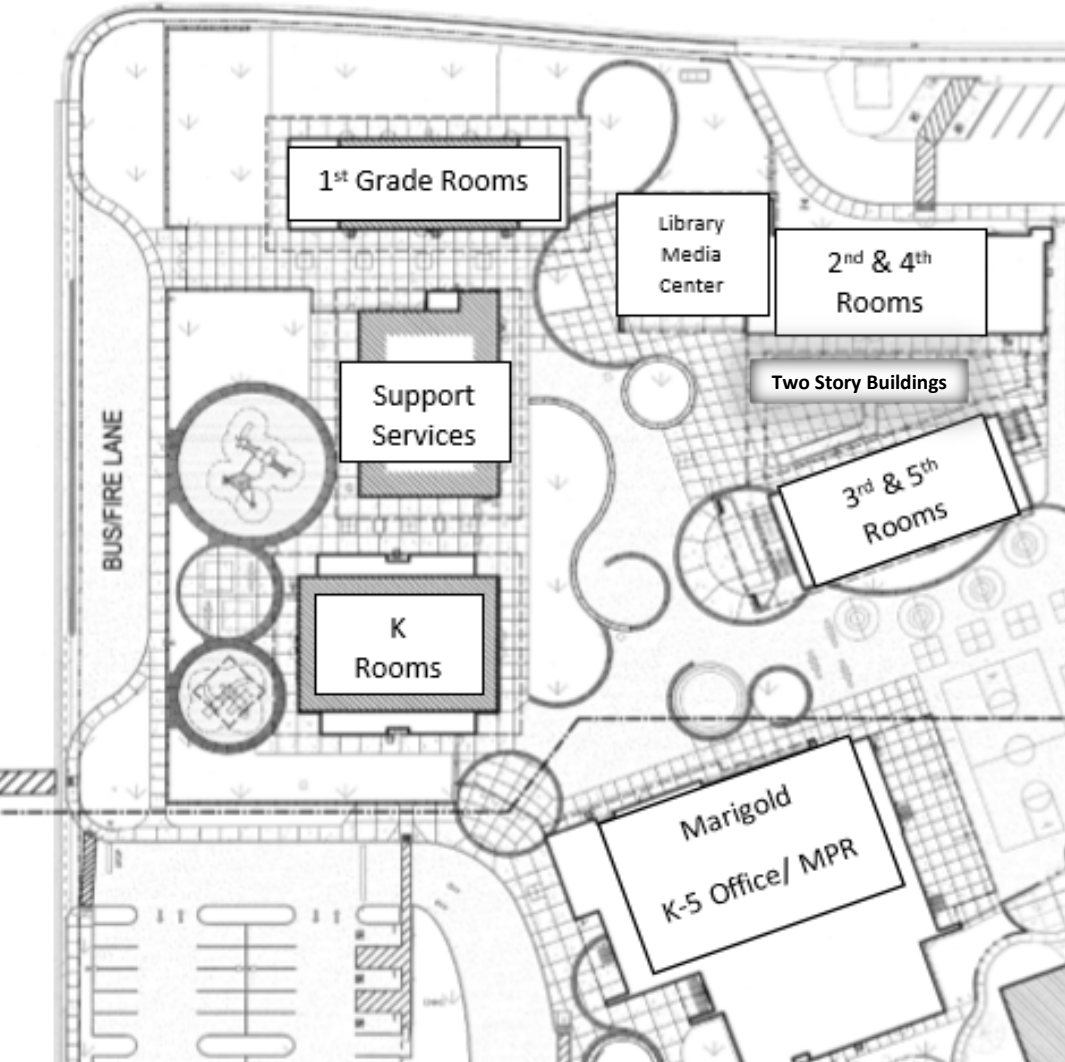 1st Grade Rooms
Library
Media
Center
2nd & 4th
Rooms
Support
Services
Two Story Buildings
3rd & 5th
Rooms
BUS/FIRE LANE
K
Rooms
Marigold
K-5 Office/ MPR